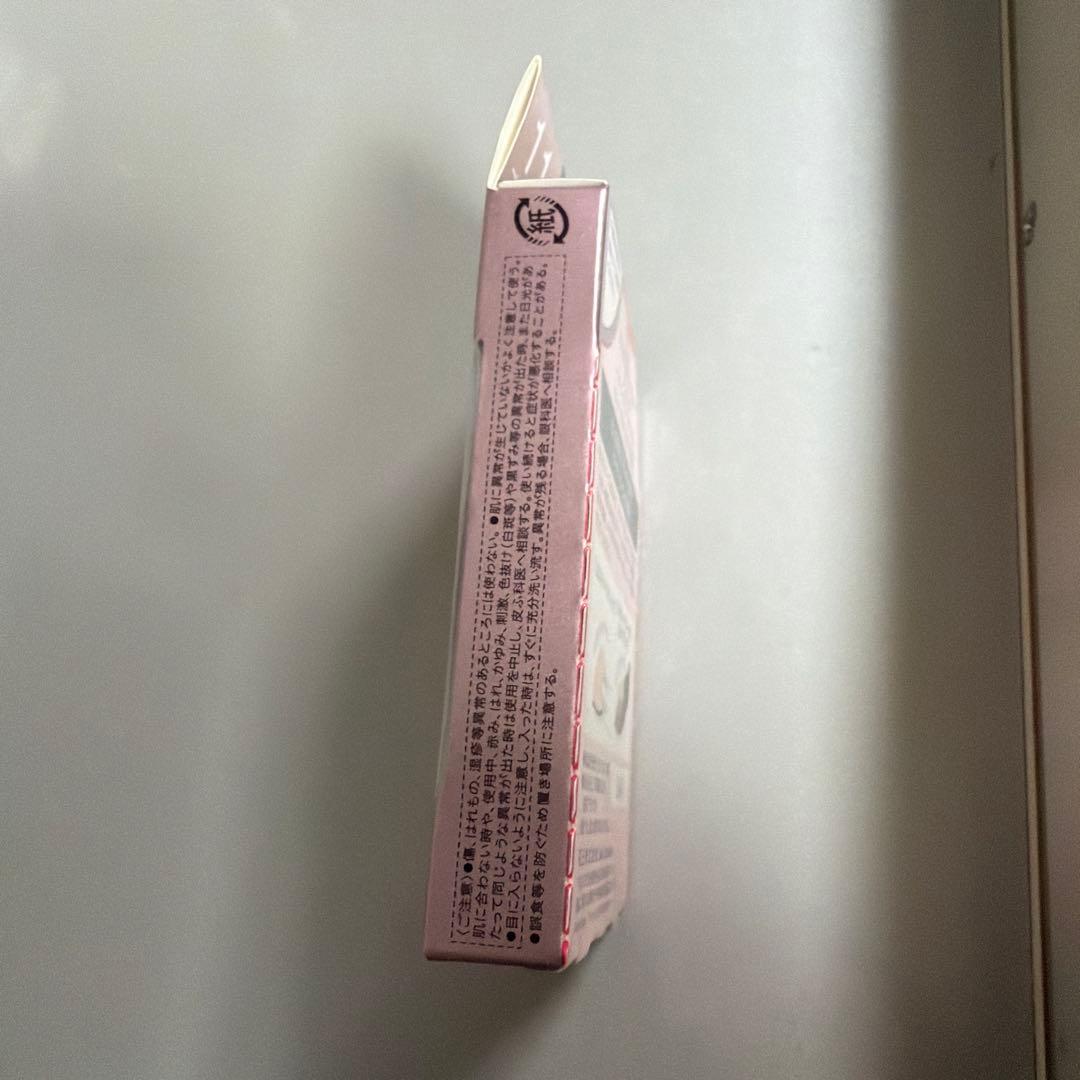 紙
〈ご注意〉●傷、はれもの、湿疹等異常のあるところには使わない。●肌に異常が生じていないかよく注意して使う。
肌に合わない時や、使用中、赤み、はれ、かゆみ、刺激、色抜け(白斑等)や黒ずみ等の異常が出た時、また日光があ
たって同じような異常が出た時は使用を中止し、皮ふ科医へ相談する。使い続けると症状が悪化することがある。
●目に入らないように注意し、入った時は、すぐに充分洗い流す。異常が残る場合、眼科医へ相談する。
●誤食等を防ぐため置き場所に注意する。